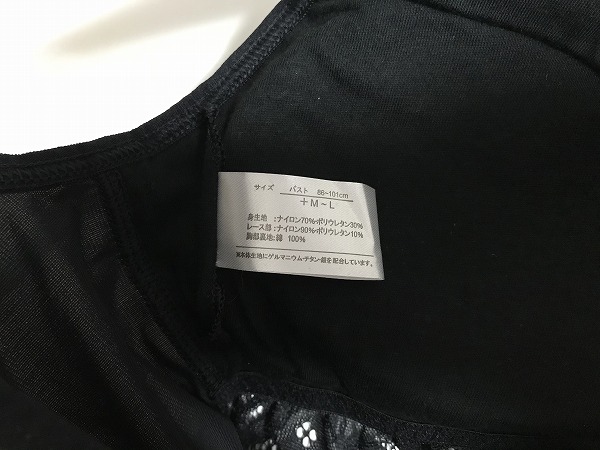 サイズ バスト 86~101cm
+M~L
身生地 :ナイロン70%・ポリウレタン30%
レース部:ナイロン90%・ポリウレタン10%
胸部裏地:綿 100%
※本体生地にゲルマニウム・チタン・銀を配合しています。